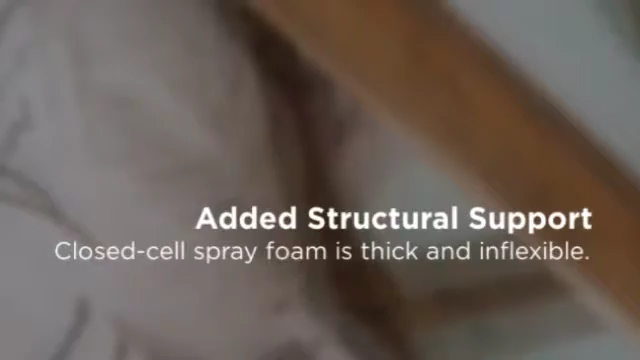 Added Structural Support
Closed-cell spray foam is thick and inflexible.